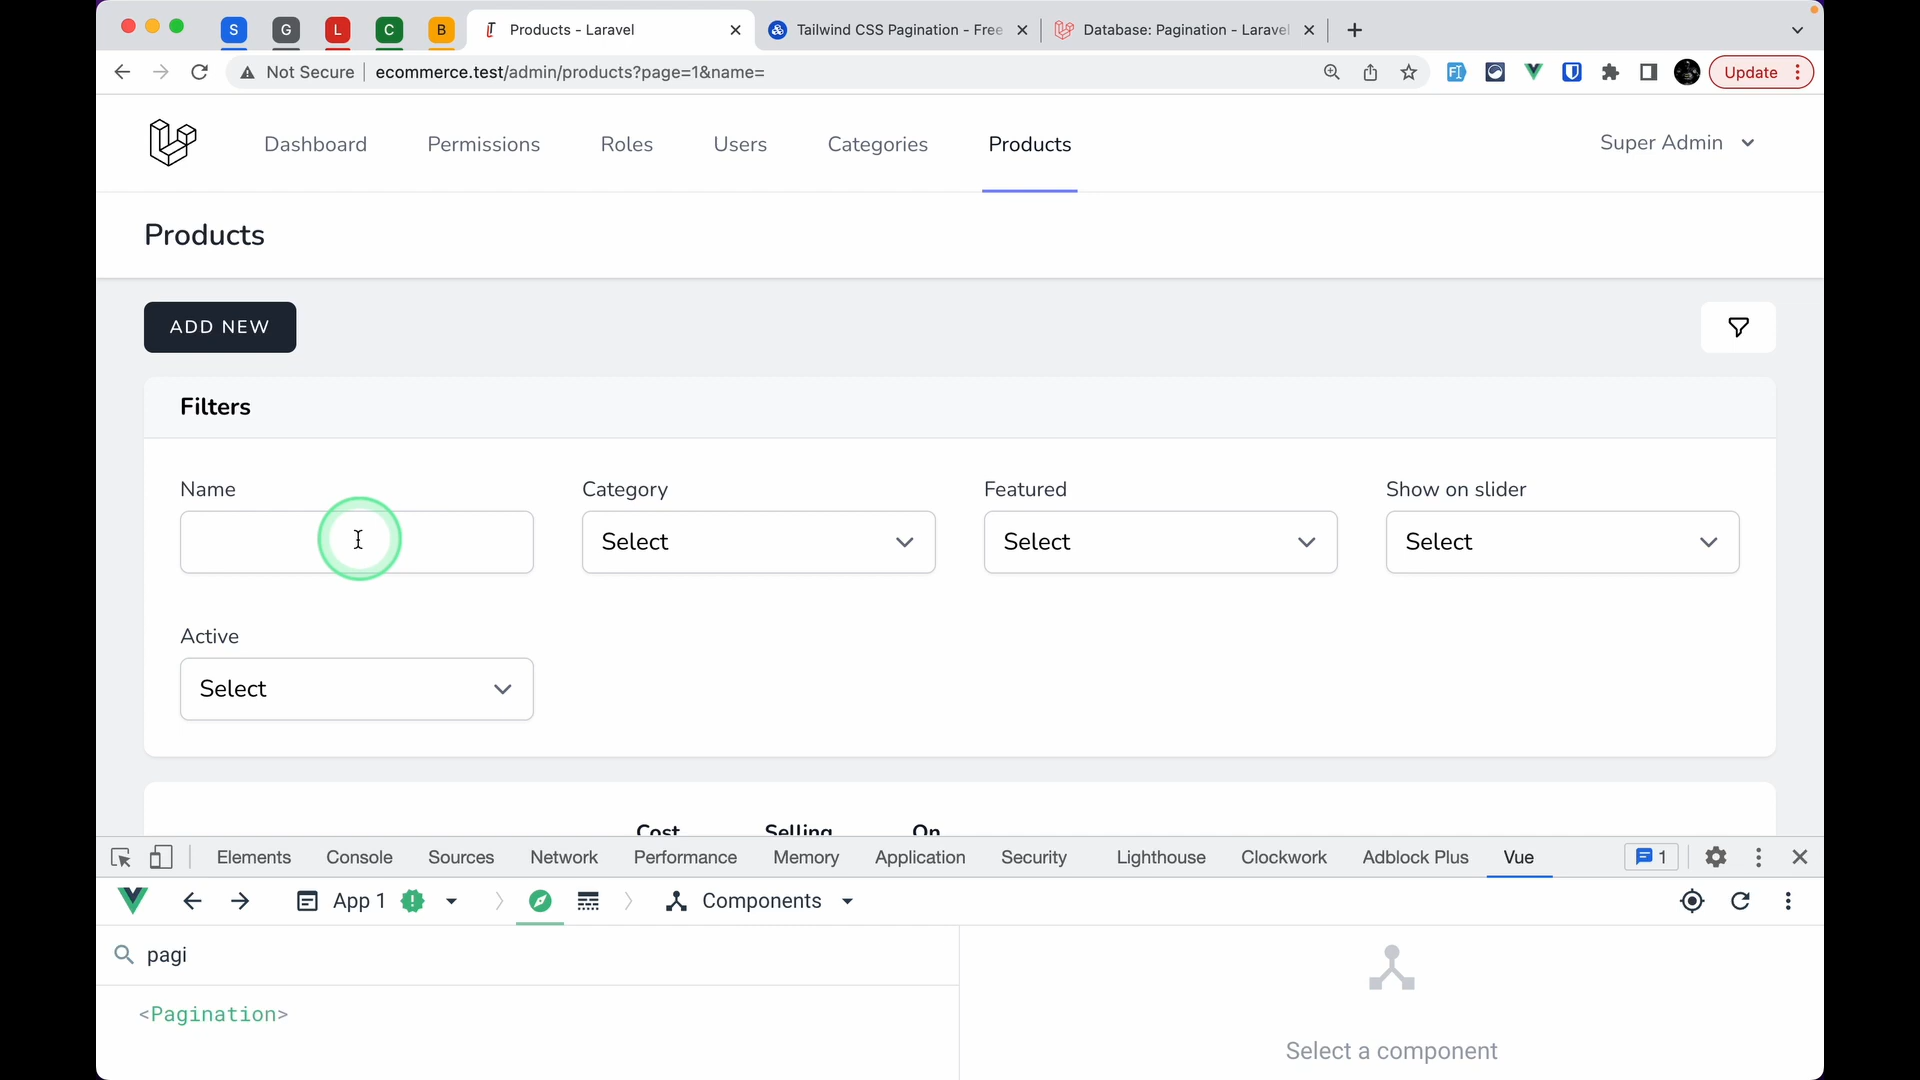 S G L C B Products - Laravel Tailwind CSS Pagination - Free Database: Pagination - Laravel
Not Secure ecommerce.test/admin/products?page=1&name= Update
Dashboard Permissions Roles Users Categories Products Super Admin
Products
ADD NEW
Filters
Name Category Featured Show on slider
Select Select Select
Active
Select
Cost Selling On
Elements Console Sources Network Performance Memory Application Security Lighthouse Clockwork Adblock Plus Vue 1
App 1 Components
pagi
<Pagination>
Select a component